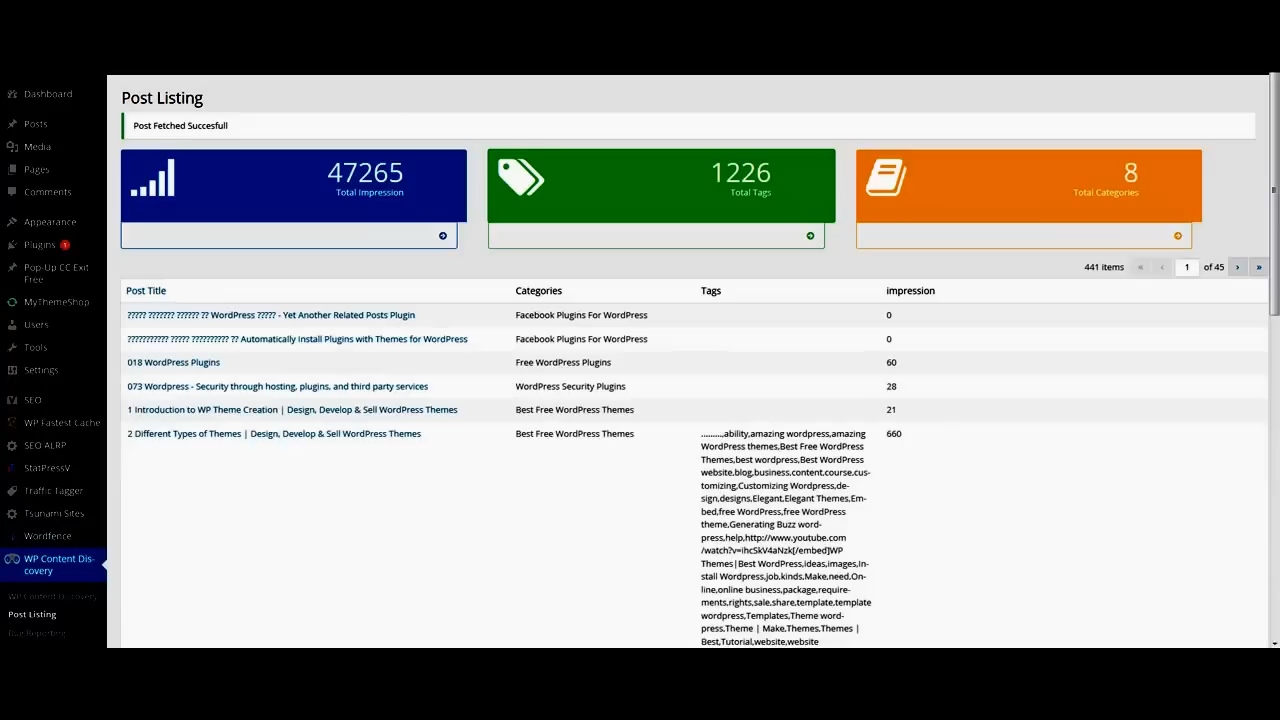 Dashboard
Posts
Media
Pages
Comments
Appearance
Plugins 1
Pop-Up CC Exit
Free
MyThemeShop
Users
Tools
Settings
SEO
WP Fastest Cache
SEO ALRP
StatPressV
Traffic Tagger
Tsunami Sites
Wordfence
WP Content Dis-
covery
WP Content Discovery
Post Listing
Bug Reporting
Post Listing
Post Fetched Succesfull
47265
Total Impression
1226
Total Tags
8
Total Categories
441 items « ‹ 1 of 45 › »
Post Title Categories Tags impression
????? ??????? ?????? ?? WordPress ????? - Yet Another Related Posts Plugin Facebook Plugins For WordPress 0
??????????? ????? ?????????? ?? Automatically Install Plugins with Themes for WordPress Facebook Plugins For WordPress 0
018 WordPress Plugins Free WordPress Plugins 60
073 Wordpress - Security through hosting, plugins, and third party services WordPress Security Plugins 28
1 Introduction to WP Theme Creation | Design, Develop & Sell WordPress Themes Best Free WordPress Themes 21
2 Different Types of Themes | Design, Develop & Sell WordPress Themes Best Free WordPress Themes .........,ability,amazing wordpress,amazing 660
WordPress themes,Best Free WordPress
Themes,best wordpress,Best WordPress
website,blog,business,content,course,cus-
tomizing,Customizing Wordpress,de-
sign,designs,Elegant,Elegant Themes,Em-
bed,free WordPress,free WordPress
theme,Generating Buzz word-
press,help,http://www.youtube.com
/watch?v=ihcSkV4aNzk[/embed]WP
Themes|Best WordPress,ideas,images,In-
stall Wordpress,job,kinds,Make,need,On-
line,online business,package,require-
ments,rights,sale,share,template,template
wordpress,Templates,Theme word-
press,Theme | Make,Themes,Themes |
Best,Tutorial,website,website